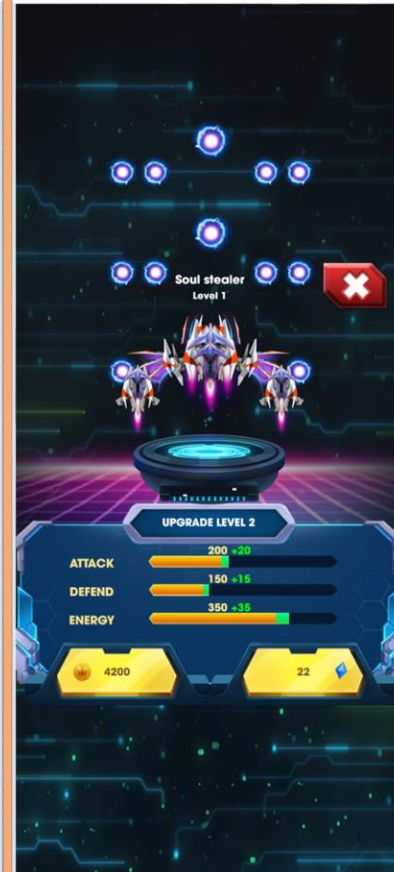 Soul stealer
Level 1
UPGRADE LEVEL 2
ATTACK 200 +20
DEFEND 150 +15
ENERGY 350 +35
4200 22